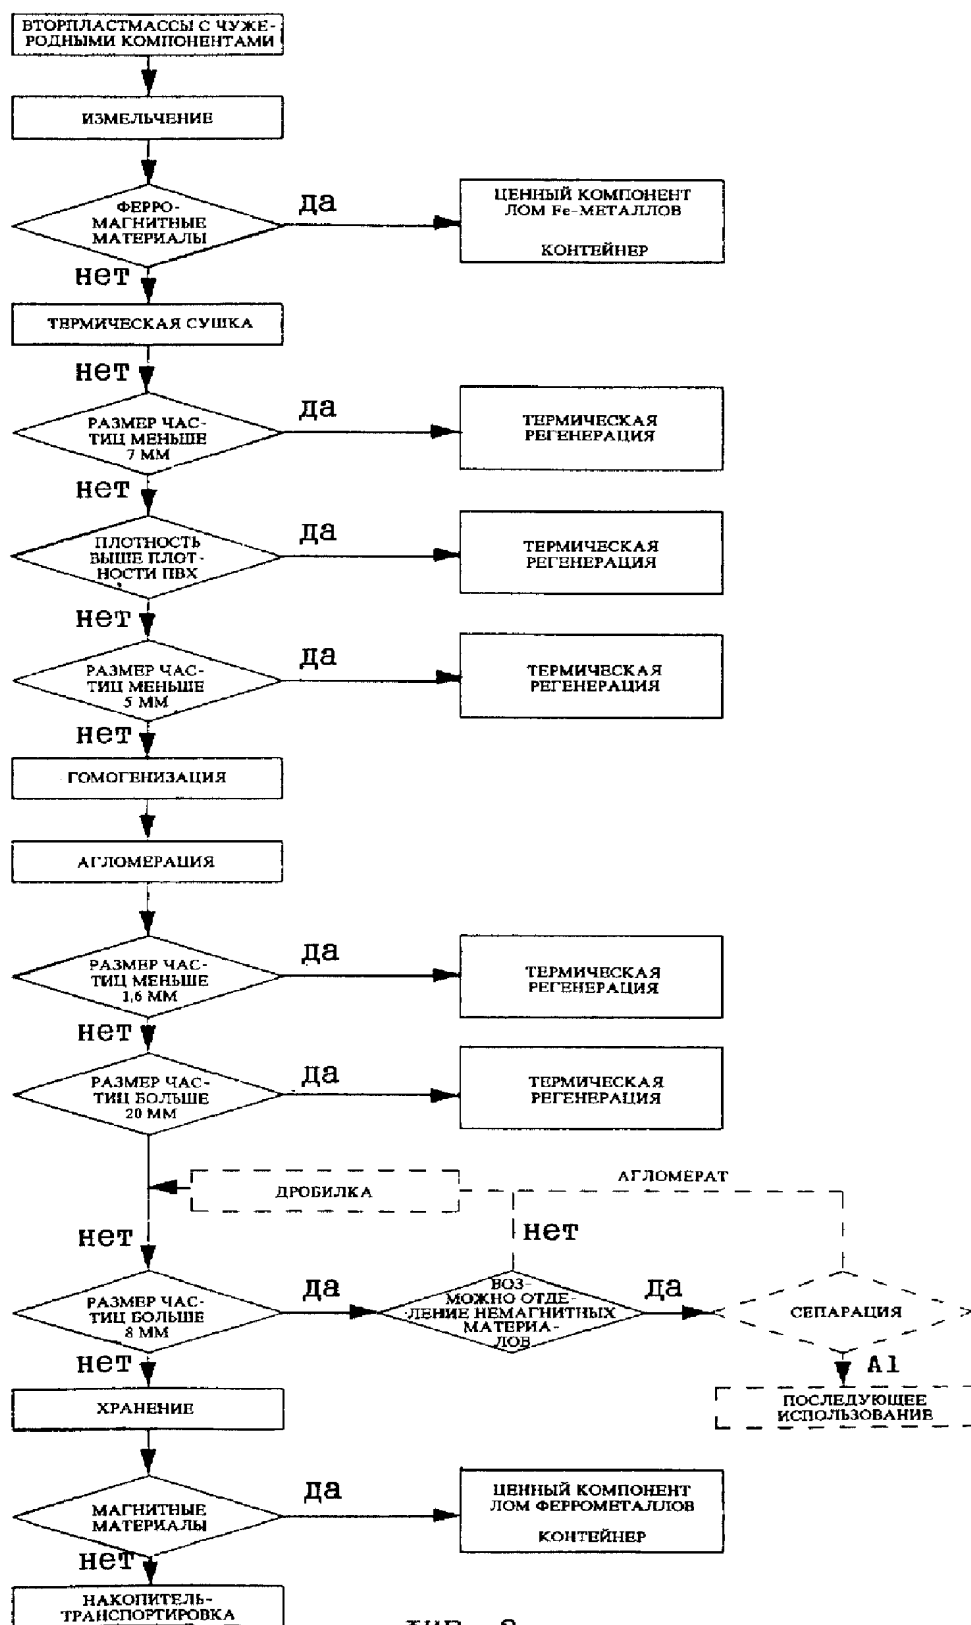 ВТОРПЛАСТМАССЫ С ЧУЖЕ-
РОДНЫМИ КОМПОНЕНТАМИ
ИЗМЕЛЬЧЕНИЕ
ФЕРРО-
МАГНИТНЫЕ
МАТЕРИАЛЫ
да
ЦЕННЫЙ КОМПОНЕНТ
ЛОМ Fe-МЕТАЛЛОВ
КОНТЕЙНЕР
нет
ТЕРМИЧЕСКАЯ СУШКА
нет
РАЗМЕР ЧАС-
ТИЦ МЕНЬШЕ
7 ММ
да
ТЕРМИЧЕСКАЯ
РЕГЕНЕРАЦИЯ
нет
ПЛОТНОСТЬ
ВЫШЕ ПЛОТ-
НОСТИ ПВХ
да
ТЕРМИЧЕСКАЯ
РЕГЕНЕРАЦИЯ
нет
РАЗМЕР ЧАС-
ТИЦ МЕНЬШЕ
5 ММ
да
ТЕРМИЧЕСКАЯ
РЕГЕНЕРАЦИЯ
нет
ГОМОГЕНИЗАЦИЯ
АГЛОМЕРАЦИЯ
РАЗМЕР ЧАС-
ТИЦ МЕНЬШЕ
1,6 ММ
да
ТЕРМИЧЕСКАЯ
РЕГЕНЕРАЦИЯ
нет
РАЗМЕР ЧАС-
ТИЦ БОЛЬШЕ
20 ММ
да
ТЕРМИЧЕСКАЯ
РЕГЕНЕРАЦИЯ
ДРОБИЛКА
АГЛОМЕРАТ
нет
нет
РАЗМЕР ЧАС-
ТИЦ БОЛЬШЕ
8 ММ
да
ВОЗ-
МОЖНО ОТДЕ-
ЛЕНИЕ НЕМАГНИТНЫХ
МАТЕРИА-
ЛОВ
да
СЕПАРАЦИЯ
нет
Al
ХРАНЕНИЕ
ПОСЛЕДУЮЩЕЕ
ИСПОЛЬЗОВАНИЕ
МАГНИТНЫЕ
МАТЕРИАЛЫ
да
ЦЕННЫЙ КОМПОНЕНТ
ЛОМ ФЕРРОМЕТАЛЛОВ
КОНТЕЙНЕР
нет
НАКОПИТЕЛЬ-
ТРАНСПОРТИРОВКА